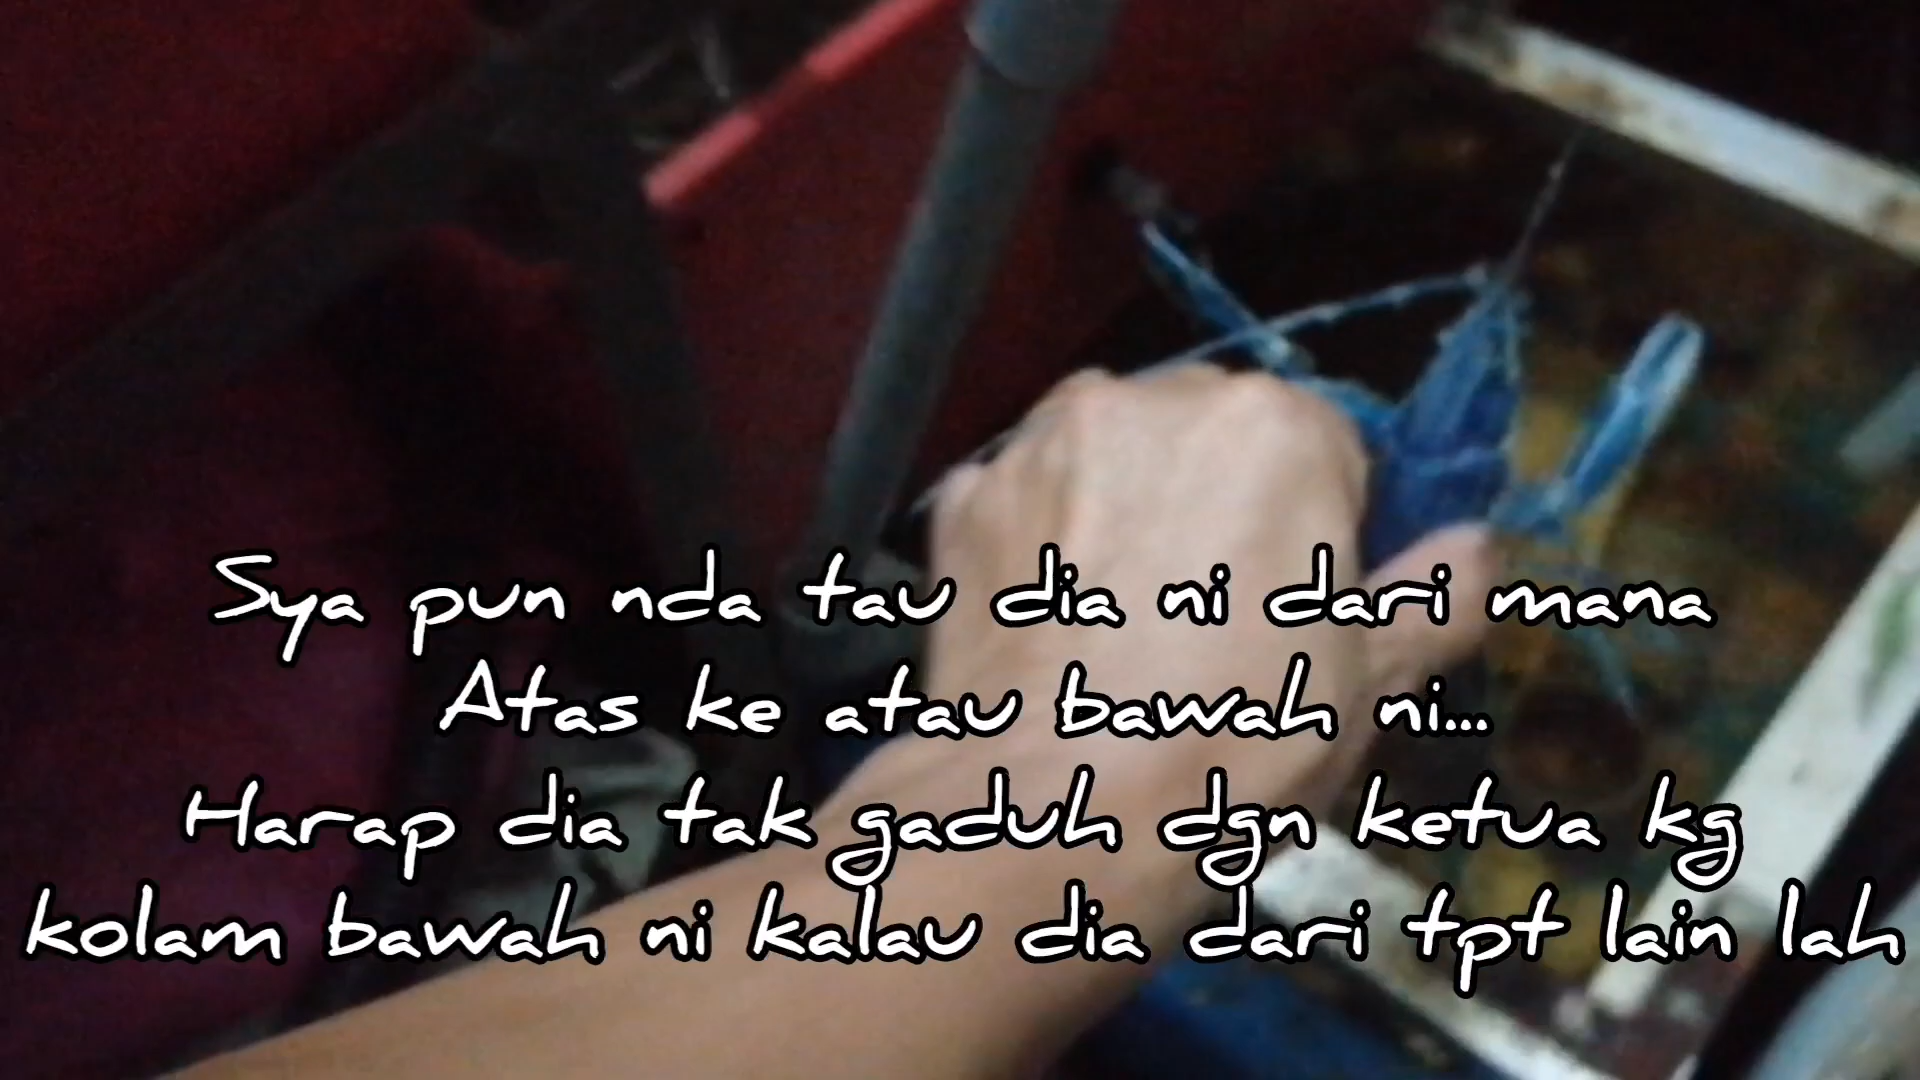 Sya pun nda tau dia ni dari mana
Atas ke atau bawah ni...
Harap dia tak gaduh dgn ketua kg
kolam bawah ni kalau dia dari tpt lain lah